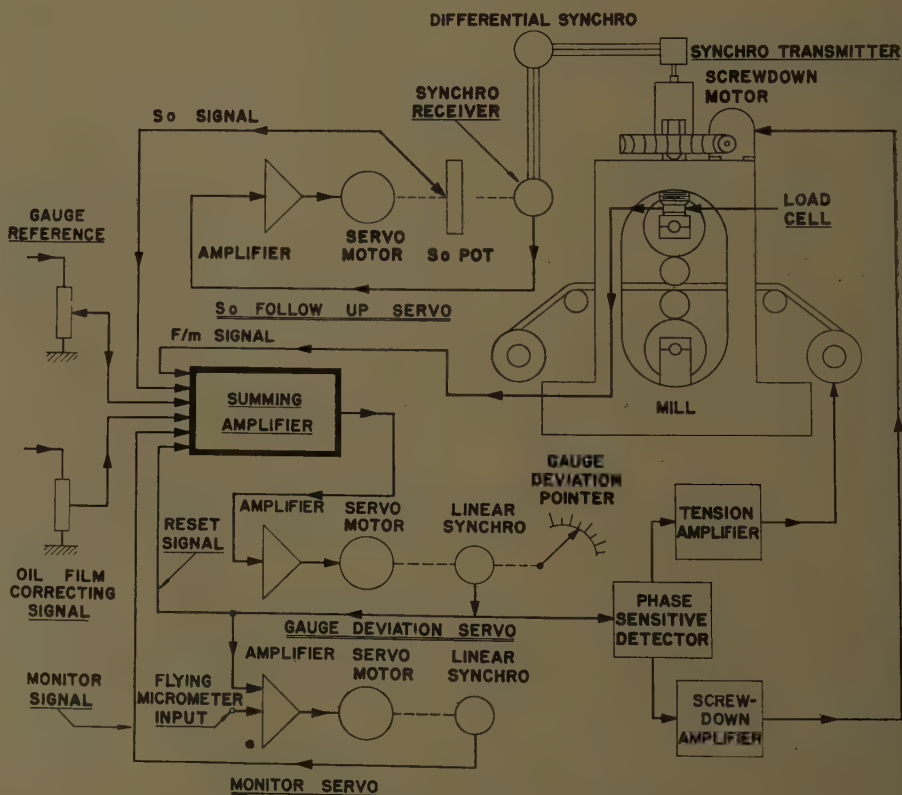 DIFFERENTIAL SYNCHRO
SYNCHRO TRANSMITTER
SCREWDOWN
MOTOR
SYNCHRO
RECEIVER
So SIGNAL
GAUGE
REFERENCE
AMPLIFIER
SERVO
MOTOR
So POT
LOAD
CELL
So FOLLOW UP SERVO
F/m SIGNAL
SUMMING
AMPLIFIER
MILL
GAUGE
DEVIATION
POINTER
AMPLIFIER
SERVO
MOTOR
LINEAR
SYNCHRO
TENSION
AMPLIFIER
RESET
SIGNAL
OIL FILM
CORRECTING
SIGNAL
PHASE
SENSITIVE
DETECTOR
GAUGE DEVIATION SERVO
AMPLIFIER
SERVO
MOTOR
LINEAR
SYNCHRO
MONITOR
SIGNAL
FLYING
MICROMETER
INPUT
SCREW-
DOWN
AMPLIFIER
MONITOR SERVO